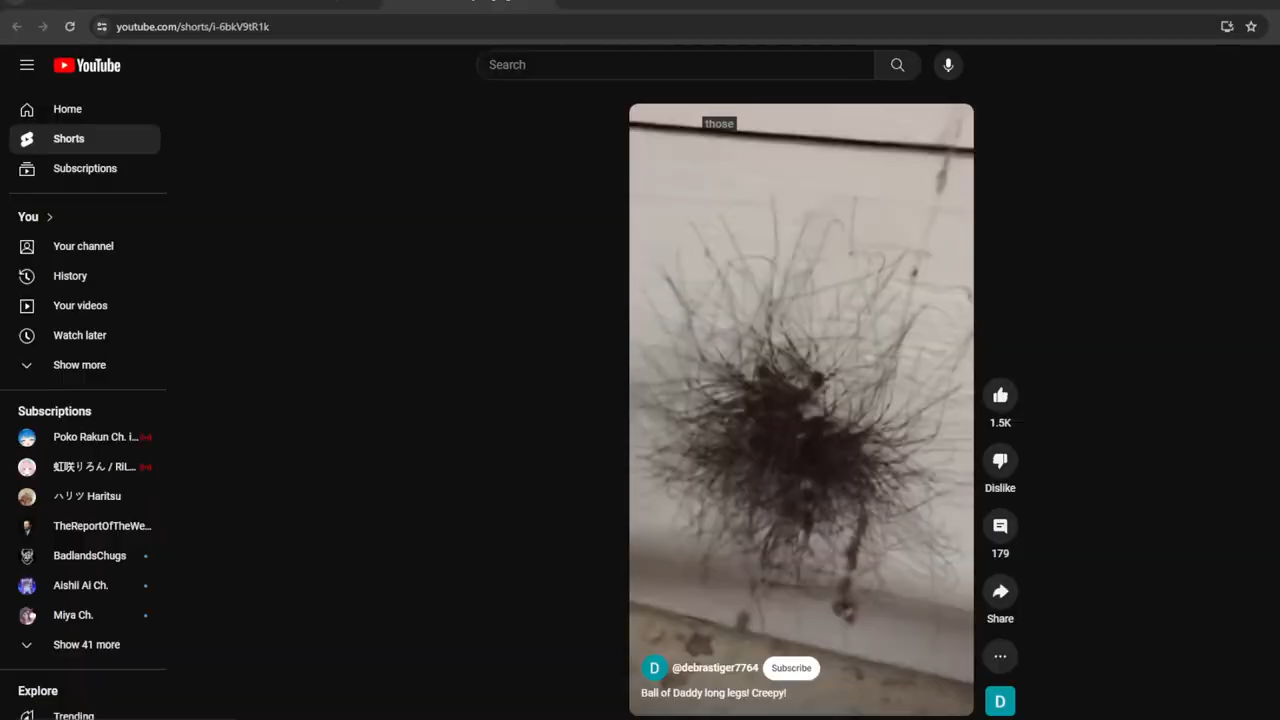 youtube.com/shorts/i-6bkV9tR1k
YouTube
Search
Home
Shorts
Subscriptions
You
Your channel
History
Your videos
Watch later
Show more
Subscriptions
Poko Rakun Ch. i...
虹咲りろん / RiL...
ハリツ Haritsu
TheReportOfTheWe...
BadlandsChugs
Aishii Ai Ch.
Miya Ch.
Show 41 more
Explore
Trending
those
1.5K
Dislike
179
Share
D @debrastiger7764 Subscribe
Ball of Daddy long legs! Creepy!
D